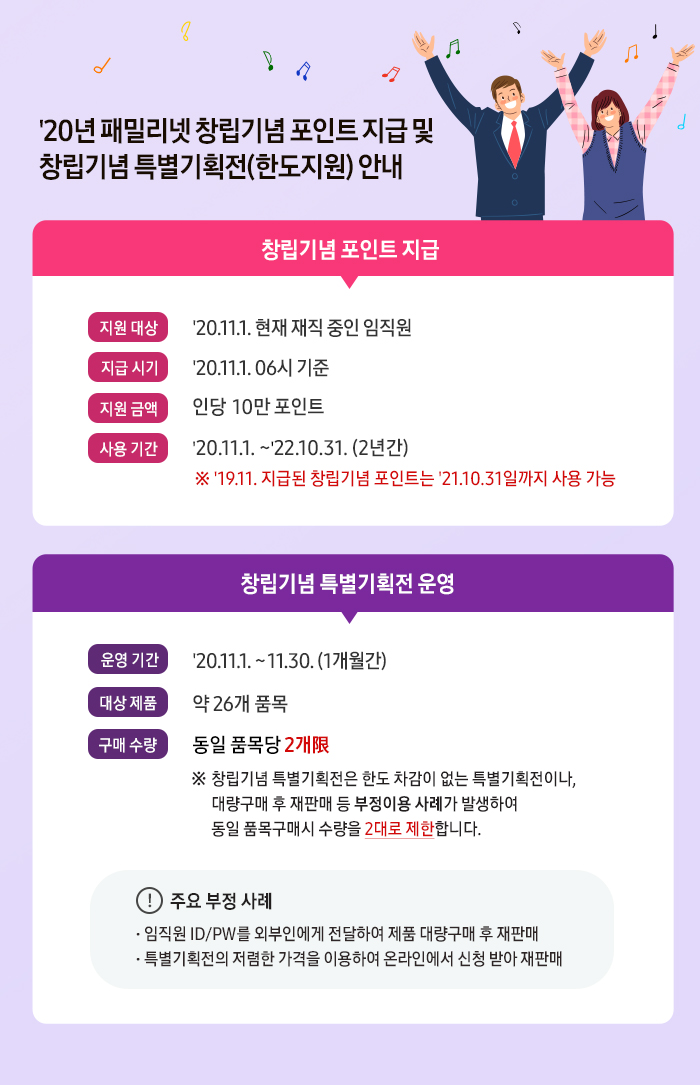 '20년 패밀리넷 창립기념 포인트 지급 및
창립기념 특별기획전(한도지원) 안내
창립기념 포인트 지급
지원 대상 '20.11.1. 현재 재직 중인 임직원
지급 시기 '20.11.1. 06시 기준
지원 금액 인당 10만 포인트
사용 기간 '20.11.1. ~'22.10.31. (2년간)
※ '19.11. 지급된 창립기념 포인트는 '21.10.31일까지 사용 가능
창립기념 특별기획전 운영
운영 기간 '20.11.1. ~ 11.30. (1개월간)
대상 제품 약 26개 품목
구매 수량 동일 품목당 2개限
※ 창립기념 특별기획전은 한도 차감이 없는 특별기획전이나,
대량구매 후 재판매 등 부정이용 사례가 발생하여
동일 품목구매시 수량을 2대로 제한합니다.
! 주요 부정 사례
· 임직원 ID/PW를 외부인에게 전달하여 제품 대량구매 후 재판매
· 특별기획전의 저렴한 가격을 이용하여 온라인에서 신청 받아 재판매